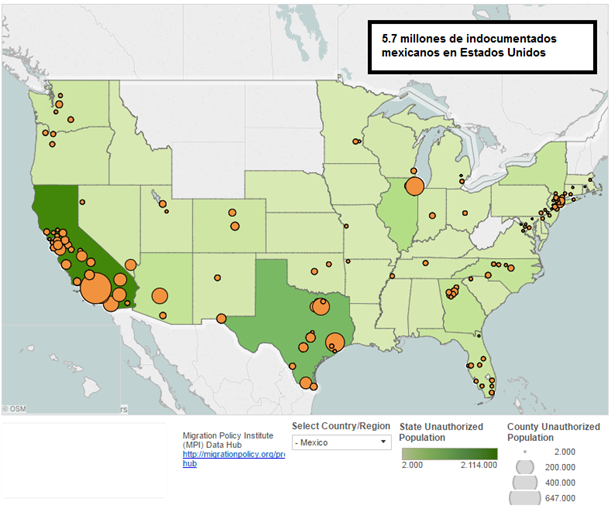 5.7 millones de indocumentados
mexicanos en Estados Unidos
© OSM
Migration Policy Institute
(MPI) Data Hub
http://migrationpolicy.org/pr
hub
Select Country/Region
- Mexico
State Unauthorized
Population
2.000
2.114.000
County Unauthorized
Population
2.000
200.000
400.000
647.000